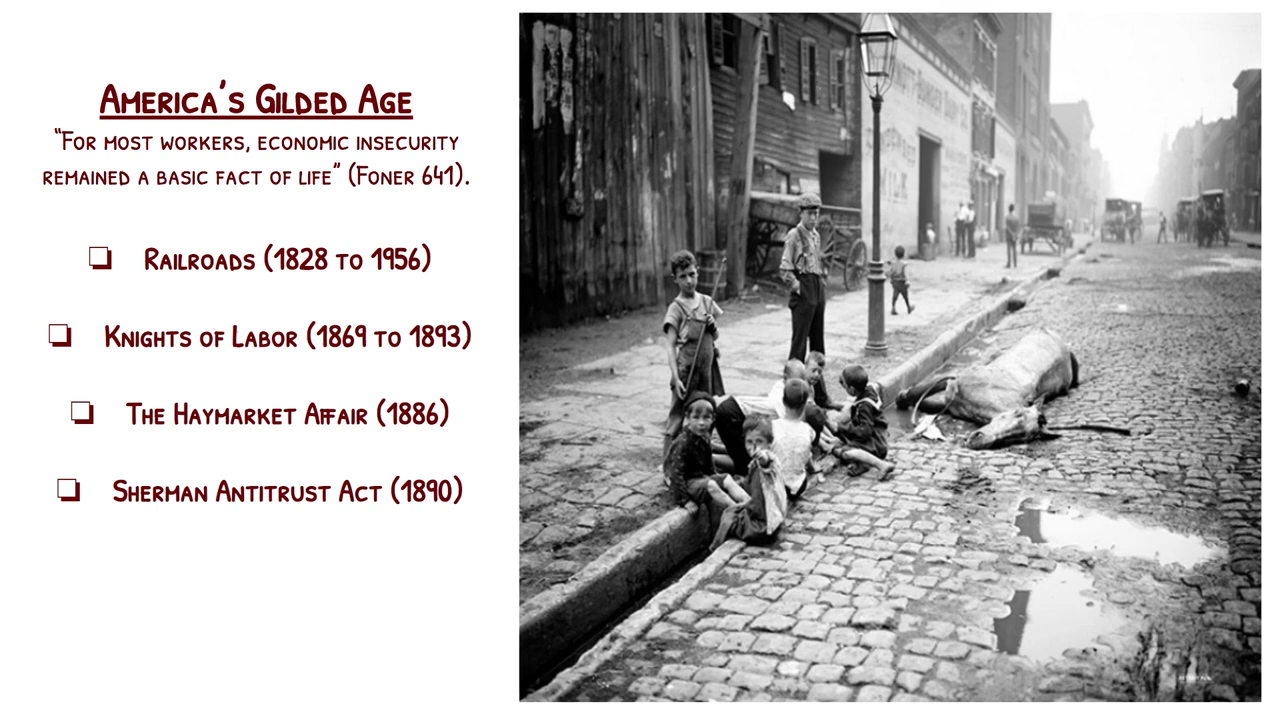 America's Gilded Age
"For most workers, economic insecurity
remained a basic fact of life" (Foner 641).
❏ Railroads (1828 to 1956)
❏ Knights of Labor (1869 to 1893)
❏ The Haymarket Affair (1886)
❏ Sherman Antitrust Act (1890)